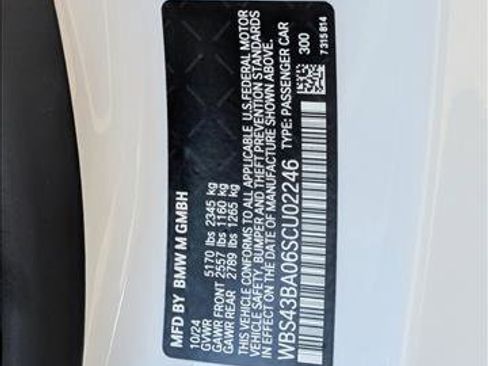 MFD BY BMW M GMBH
10/24
GVWR 5170 lbs 2345 kg
GAWR FRONT 2557 lbs 1160 kg
GAWR REAR 2789 lbs 1265 kg
THIS VEHICLE CONFORMS TO ALL APPLICABLE U.S.FEDERAL MOTOR
VEHICLE SAFETY, BUMPER AND THEFT PREVENTION STANDARDS
IN EFFECT ON THE DATE OF MANUFACTURE SHOWN ABOVE.
WBS43BA06SCU02246 TYPE: PASSENGER CAR
300
7 315 814